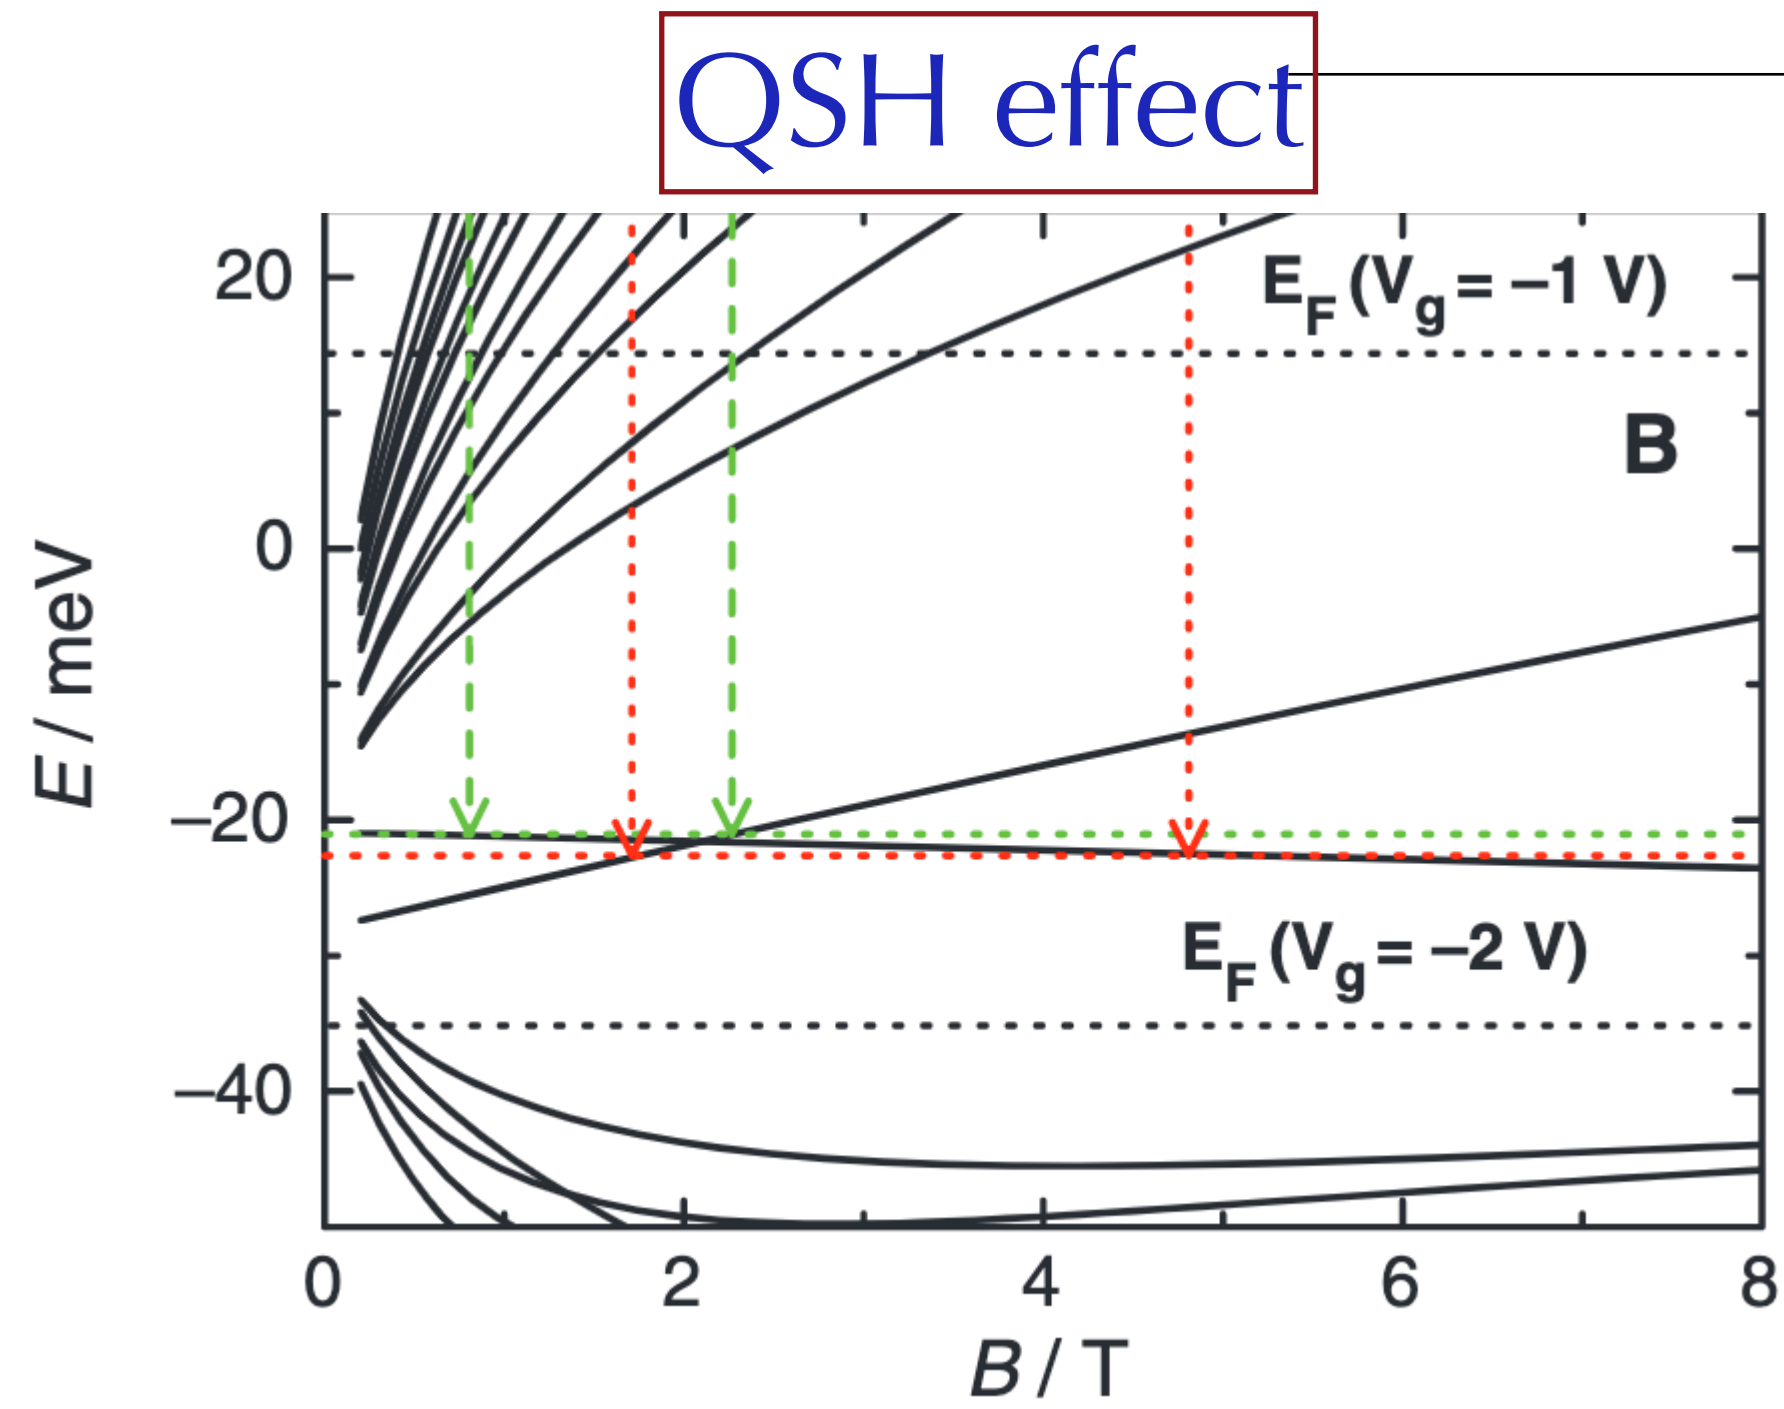 QSH effect
20
E_F (V_g = –1 V)
B
0
E / meV
–20
E_F (V_g = –2 V)
–40
0 2 4 6 8
B / T